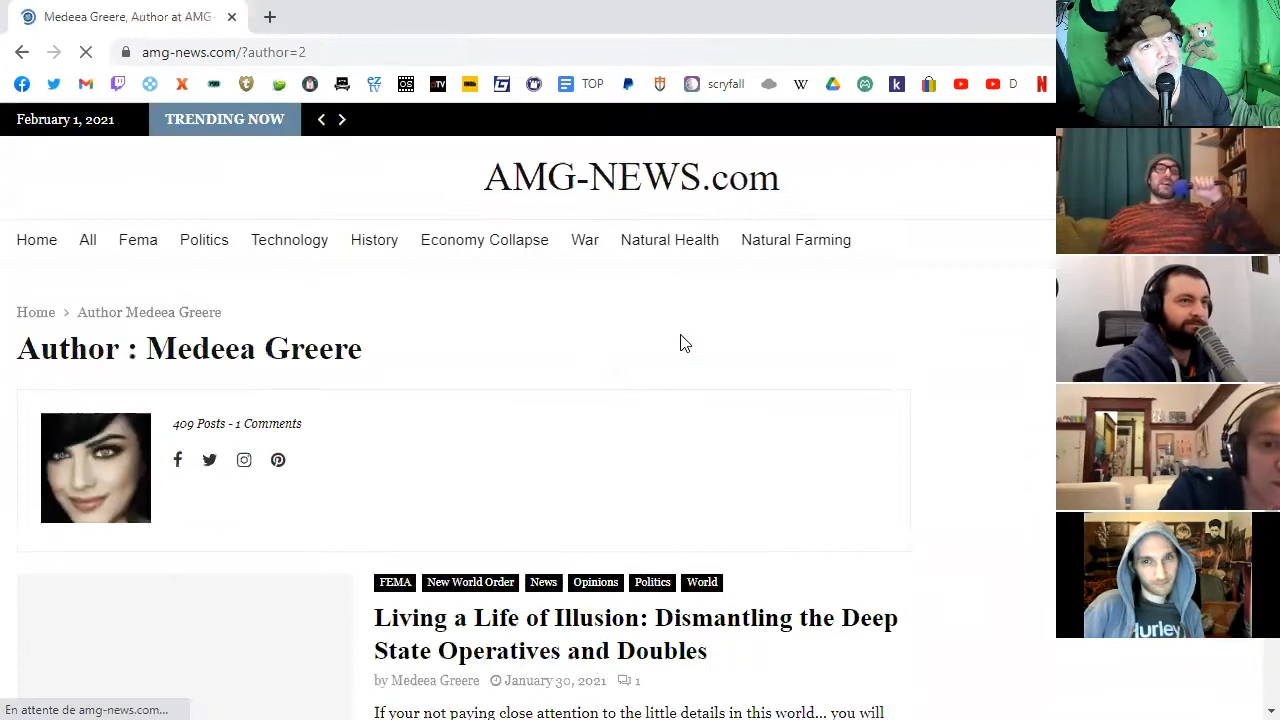 Medeea Greere, Author at AMG-
amg-news.com/?author=2
TOP
scryfall
D
February 1, 2021
TRENDING NOW
AMG-NEWS.com
Home All Fema Politics Technology History Economy Collapse War Natural Health Natural Farming
Home > Author Medeea Greere
Author : Medeea Greere
409 Posts - 1 Comments
FEMA New World Order News Opinions Politics World
Living a Life of Illusion: Dismantling the Deep
State Operatives and Doubles
by Medeea Greere January 30, 2021 1
If your not paying close attention to the little details in this world... you will
En attente de amg-news.com...
Hurley